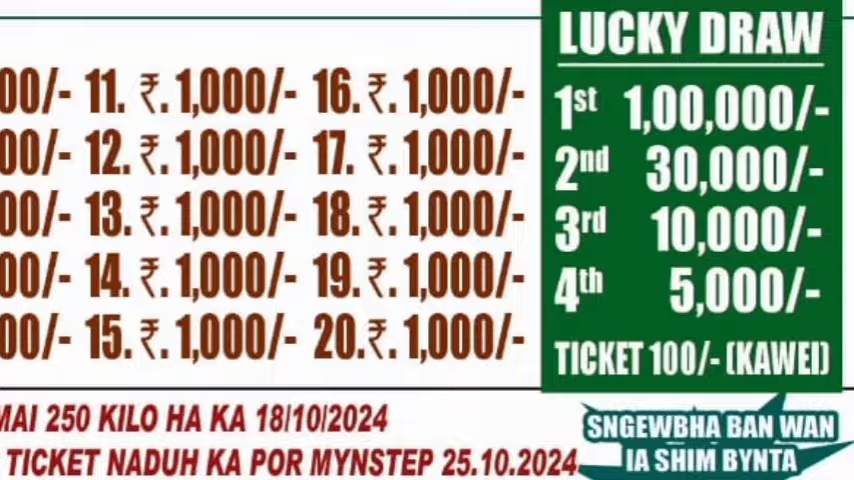 00/- 11. ₹. 1,000/- 16. ₹. 1,000/-
00/- 12. ₹. 1,000/- 17. ₹. 1,000/-
00/- 13. ₹. 1,000/- 18. ₹. 1,000/-
00/- 14. ₹. 1,000/- 19. ₹. 1,000/-
00/- 15. ₹. 1,000/- 20. ₹. 1,000/-
LUCKY DRAW
1st 1,00,000/-
2nd 30,000/-
3rd 10,000/-
4th 5,000/-
TICKET 100/- (KAWEI)
MAI 250 KILO HA KA 18/10/2024
TICKET NADUH KA POR MYNSTEP 25.10.2024
SNGEWBHA BAN WAN
IA SHIM BYNTA